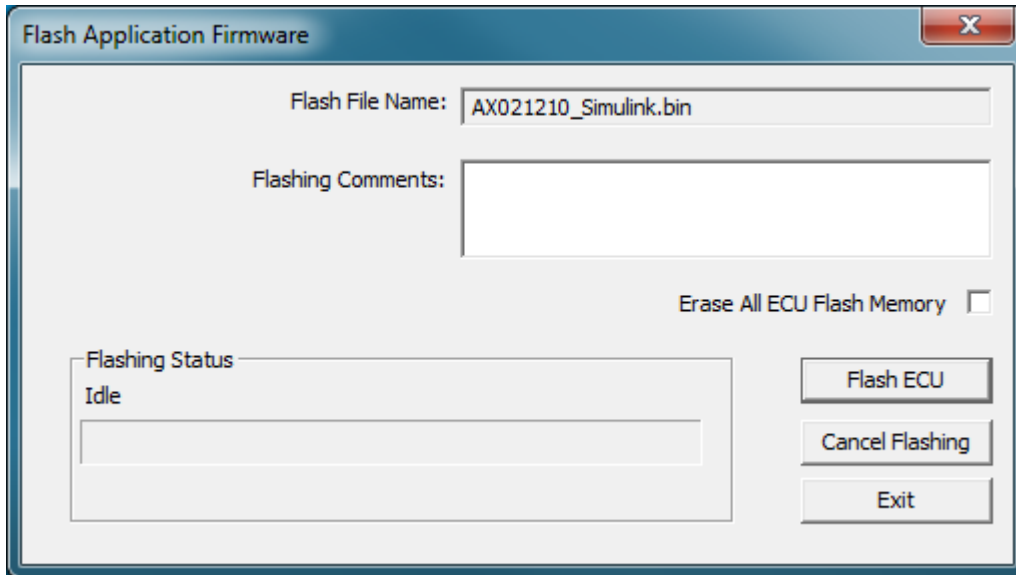 Flash Application Firmware
Flash File Name: AX021210_Simulink.bin
Flashing Comments:
Erase All ECU Flash Memory
Flashing Status
Idle
Flash ECU
Cancel Flashing
Exit